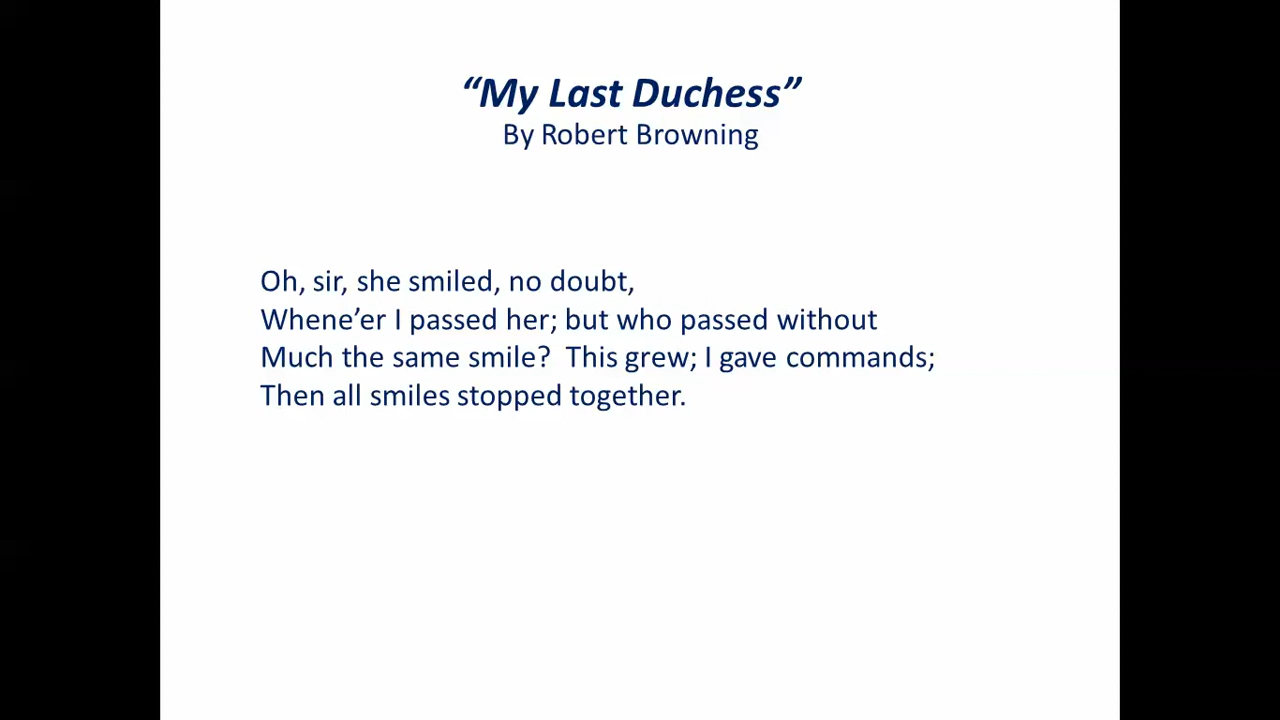 “My Last Duchess”
By Robert Browning
Oh, sir, she smiled, no doubt,
Whene’er I passed her; but who passed without
Much the same smile?  This grew; I gave commands;
Then all smiles stopped together.